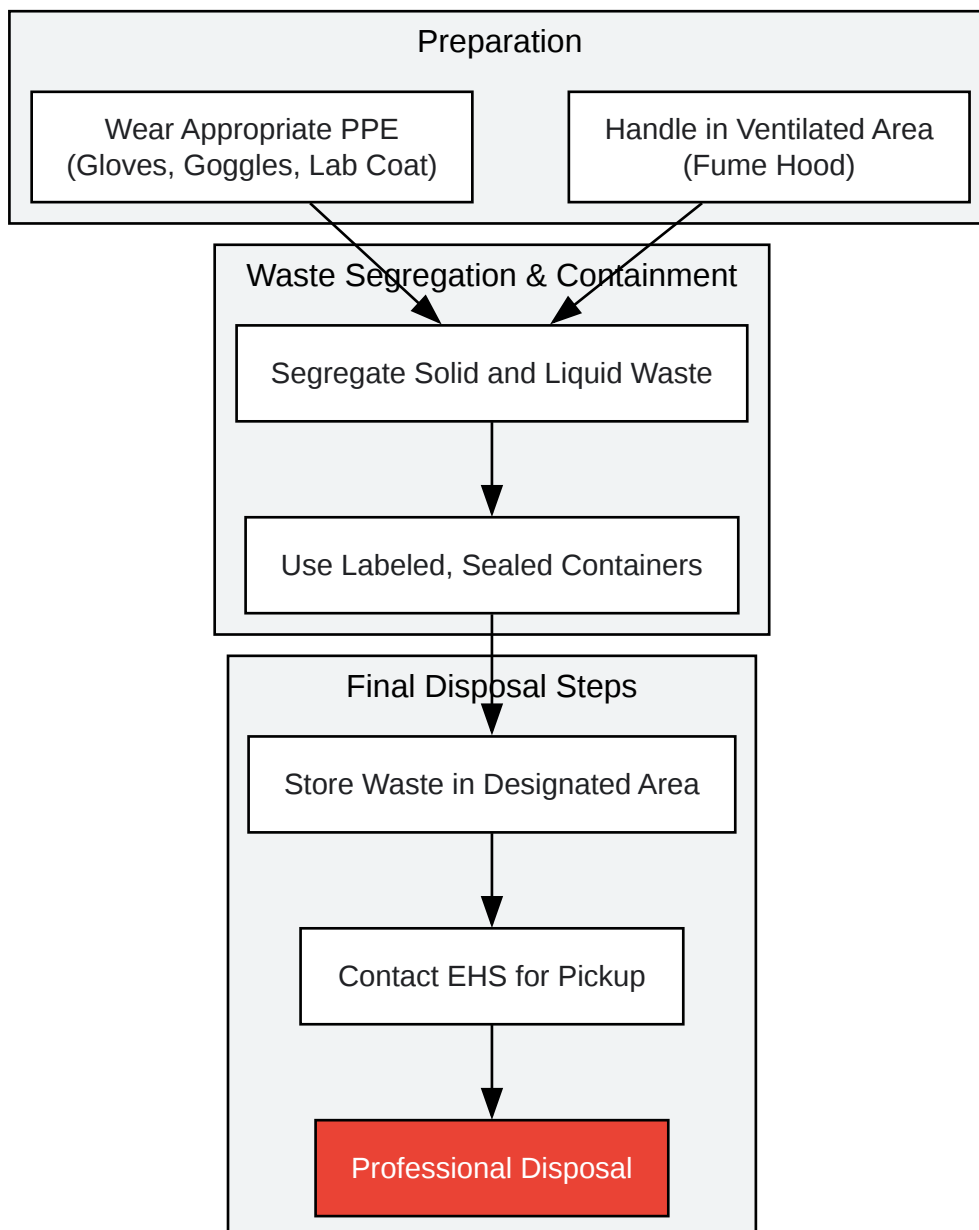 Preparation
Wear Appropriate PPE
(Gloves, Goggles, Lab Coat)
Handle in Ventilated Area
(Fume Hood)
Waste Segregation & Containment
Segregate Solid and Liquid Waste
Use Labeled, Sealed Containers
Final Disposal Steps
Store Waste in Designated Area
Contact EHS for Pickup
Professional Disposal